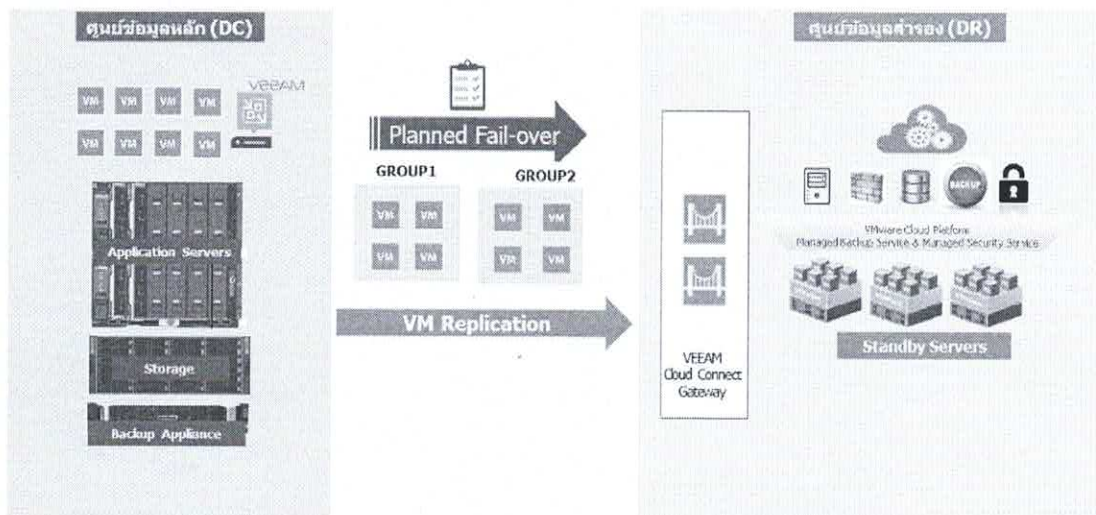 ศูนย์ข้อมูลหลัก (DC)
veeAM
VM VM VM VM
VM VM VM VM
Application Servers
Storage
Backup Appliance
Planned Fail-over
GROUP1
GROUP2
VM VM
VM VM
VM VM
VM VM
VM Replication
ศูนย์ข้อมูลสำรอง (DR)
VEEAM
Cloud Connect
Gateway
BACKUP
VMware Cloud Platform
Managed Backup Service & Managed Security Service
Standby Servers